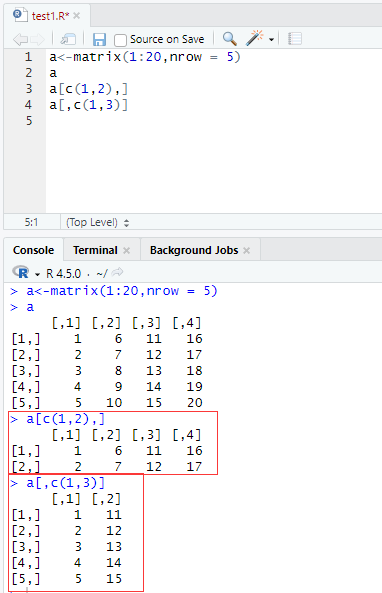 test1.R*
Source on Save
1 a<-matrix(1:20,nrow = 5)
2 a
3 a[c(1,2),]
4 a[,c(1,3)]
5
5:1 (Top Level)
Console Terminal Background Jobs
R 4.5.0 · ~/
> a<-matrix(1:20,nrow = 5)
> a
[,1] [,2] [,3] [,4]
[1,] 1 6 11 16
[2,] 2 7 12 17
[3,] 3 8 13 18
[4,] 4 9 14 19
[5,] 5 10 15 20
> a[c(1,2),]
[,1] [,2] [,3] [,4]
[1,] 1 6 11 16
[2,] 2 7 12 17
> a[,c(1,3)]
[,1] [,2]
[1,] 1 11
[2,] 2 12
[3,] 3 13
[4,] 4 14
[5,] 5 15